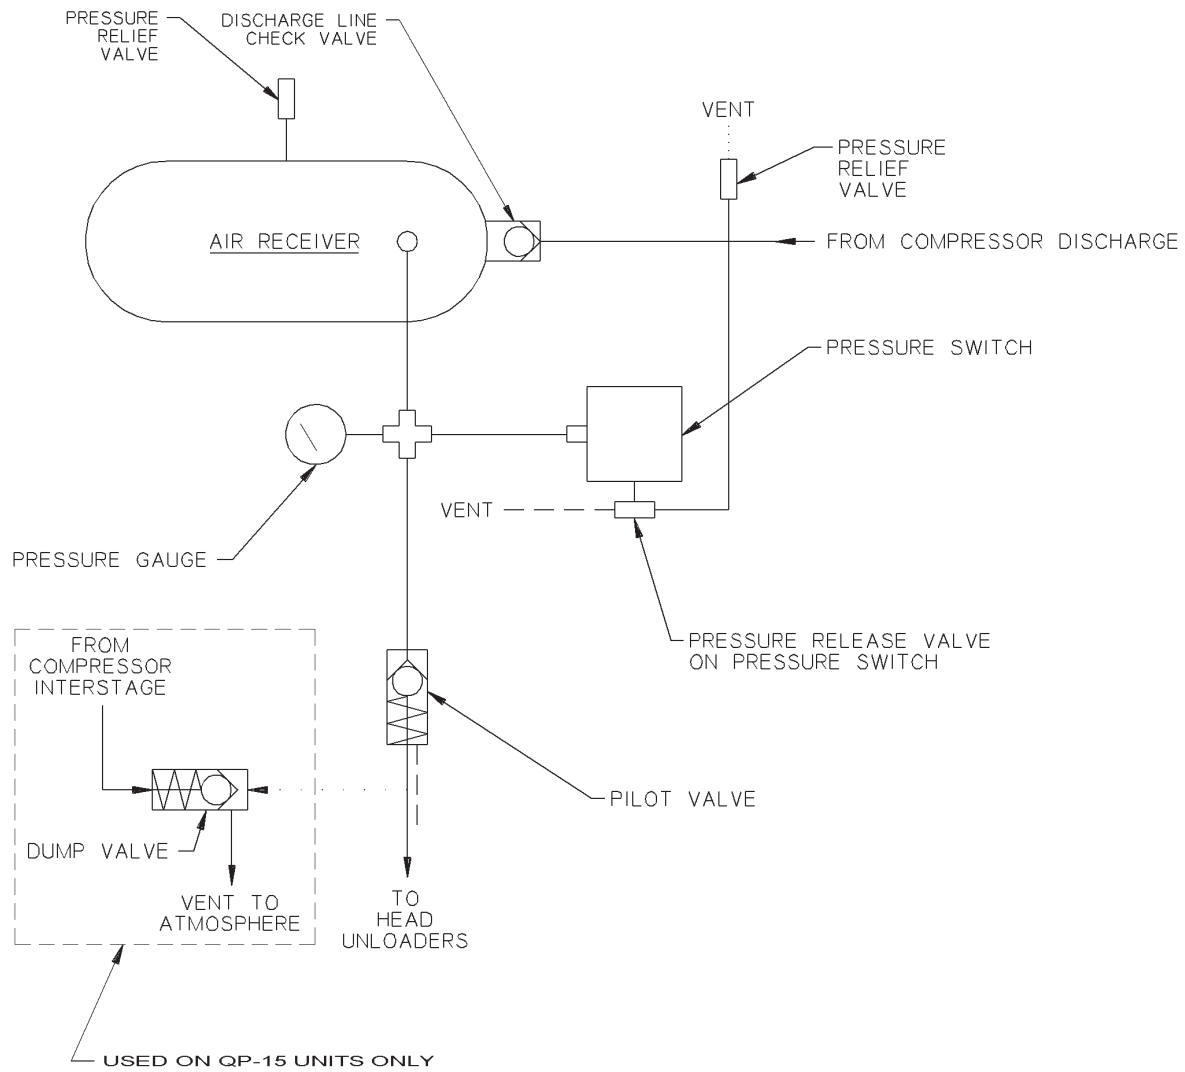 PRESSURE
RELIEF
VALVE
DISCHARGE LINE
CHECK VALVE
VENT
PRESSURE
RELIEF
VALVE
AIR RECEIVER
FROM COMPRESSOR DISCHARGE
PRESSURE SWITCH
VENT
PRESSURE GAUGE
PRESSURE RELEASE VALVE
ON PRESSURE SWITCH
FROM
COMPRESSOR
INTERSTAGE
PILOT VALVE
DUMP VALVE
VENT TO
ATMOSPHERE
TO
HEAD
UNLOADERS
USED ON QP-15 UNITS ONLY